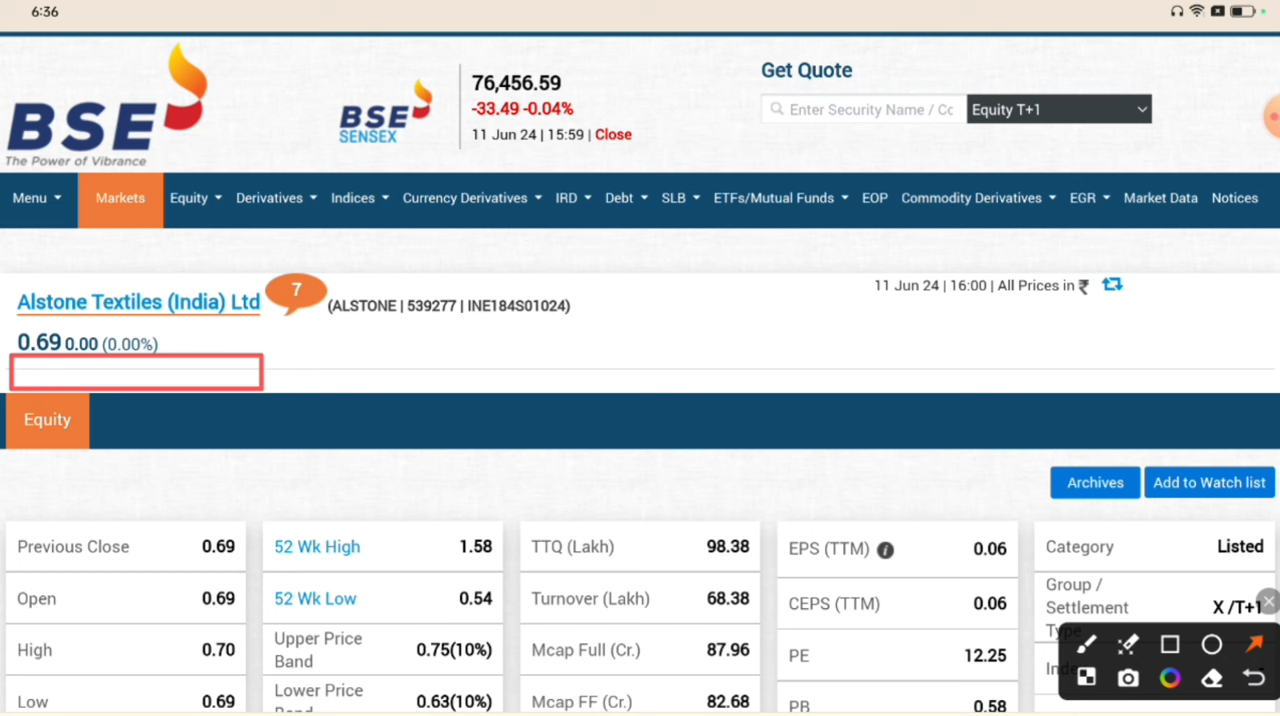 6:36
BSE
The Power of Vibrance
BSE
SENSEX
76,456.59
-33.49 -0.04%
11 Jun 24 | 15:59 | Close
Get Quote
Enter Security Name / Cc
Equity T+1
Menu Markets Equity Derivatives Indices Currency Derivatives IRD Debt SLB ETFs/Mutual Funds EOP Commodity Derivatives EGR Market Data Notices
Alstone Textiles (India) Ltd
7
(ALSTONE | 539277 | INE184S01024)
11 Jun 24 | 16:00 | All Prices in ₹
0.69 0.00 (0.00%)
Equity
Archives
Add to Watch list
Previous Close 0.69
Open 0.69
High 0.70
Low 0.69
52 Wk High 1.58
52 Wk Low 0.54
Upper Price
Band 0.75(10%)
Lower Price
0.63(10%)
TTQ (Lakh) 98.38
Turnover (Lakh) 68.38
Mcap Full (Cr.) 87.96
Mcap FF (Cr.) 82.68
EPS (TTM) 0.06
CEPS (TTM) 0.06
PE 12.25
PB 0.58
Category Listed
Group /
Settlement X /T+1
Type